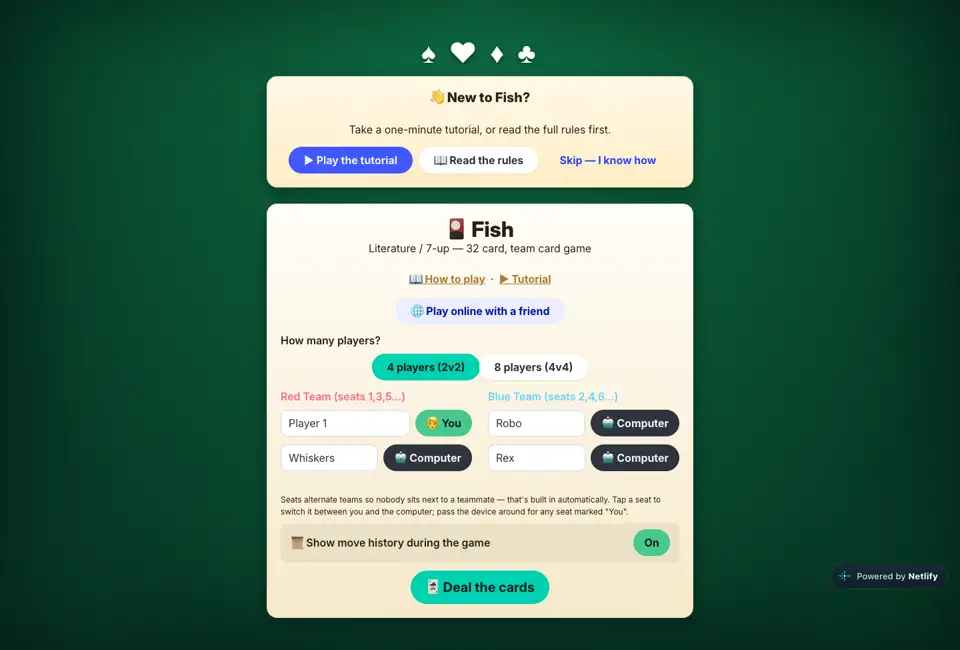 ♠ ♥ ♦ ♣
👋 New to Fish?
Take a one-minute tutorial, or read the full rules first.
▶ Play the tutorial
📖 Read the rules
Skip — I know how
🎴 Fish
Literature / 7-up — 32 card, team card game
📖 How to play · ▶ Tutorial
🌐 Play online with a friend
How many players?
4 players (2v2)
8 players (4v4)
Red Team (seats 1,3,5...)
Player 1
🧑 You
Whiskers
🤖 Computer
Blue Team (seats 2,4,6...)
Robo
🤖 Computer
Rex
🤖 Computer
Seats alternate teams so nobody sits next to a teammate — that's built in automatically. Tap a seat to
switch it between you and the computer; pass the device around for any seat marked "You".
📜 Show move history during the game
On
🃏 Deal the cards
Powered by Netlify